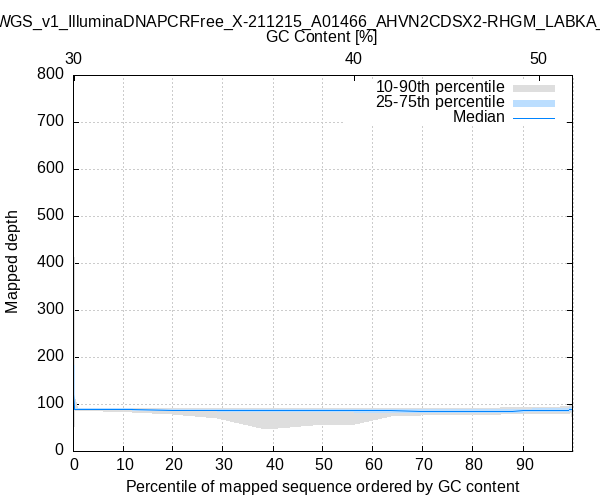 WGS_v1_IlluminaDNAPCRFree_X-211215_A01466_AHVN2CDSX2-RHGM_LABKA_
GC Content [%]
30 40 50
800
700
600
500
400
300
200
100
0
10-90th percentile
25-75th percentile
Median
Mapped depth
0 10 20 30 40 50 60 70 80 90
Percentile of mapped sequence ordered by GC content